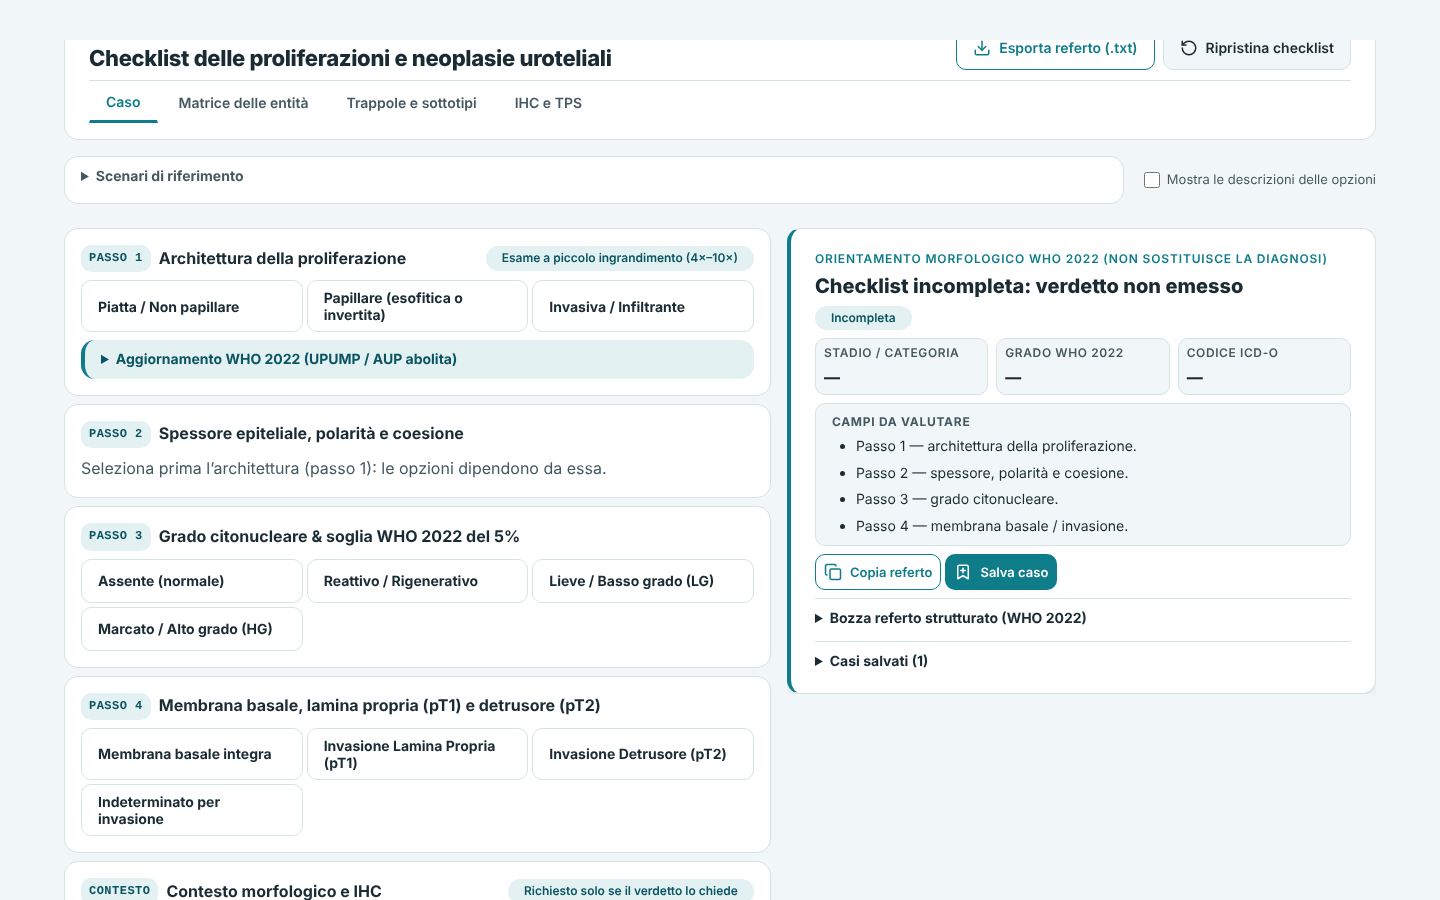 Checklist delle proliferazioni e neoplasie uroteliali
Esporta referto (.txt)
Ripristina checklist
Caso
Matrice delle entità
Trappole e sottotipi
IHC e TPS
Scenari di riferimento
Mostra le descrizioni delle opzioni
PASSO 1
Architettura della proliferazione
Esame a piccolo ingrandimento (4×–10×)
Piatta / Non papillare
Papillare (esofitica o
invertita)
Invasiva / Infiltrante
Aggiornamento WHO 2022 (UPUMP / AUP abolita)
PASSO 2
Spessore epiteliale, polarità e coesione
Seleziona prima l’architettura (passo 1): le opzioni dipendono da essa.
PASSO 3
Grado citonucleare & soglia WHO 2022 del 5%
Assente (normale)
Reattivo / Rigenerativo
Lieve / Basso grado (LG)
Marcato / Alto grado (HG)
PASSO 4
Membrana basale, lamina propria (pT1) e detrusore (pT2)
Membrana basale integra
Invasione Lamina Propria
(pT1)
Invasione Detrusore (pT2)
Indeterminato per
invasione
CONTESTO
Contesto morfologico e IHC
Richiesto solo se il verdetto lo chiede
ORIENTAMENTO MORFOLOGICO WHO 2022 (NON SOSTITUISCE LA DIAGNOSI)
Checklist incompleta: verdetto non emesso
Incompleta
STADIO / CATEGORIA
—
GRADO WHO 2022
—
CODICE ICD-O
—
CAMPI DA VALUTARE
• Passo 1 — architettura della proliferazione.
• Passo 2 — spessore, polarità e coesione.
• Passo 3 — grado citonucleare.
• Passo 4 — membrana basale / invasione.
Copia referto
Salva caso
Bozza referto strutturato (WHO 2022)
Casi salvati (1)